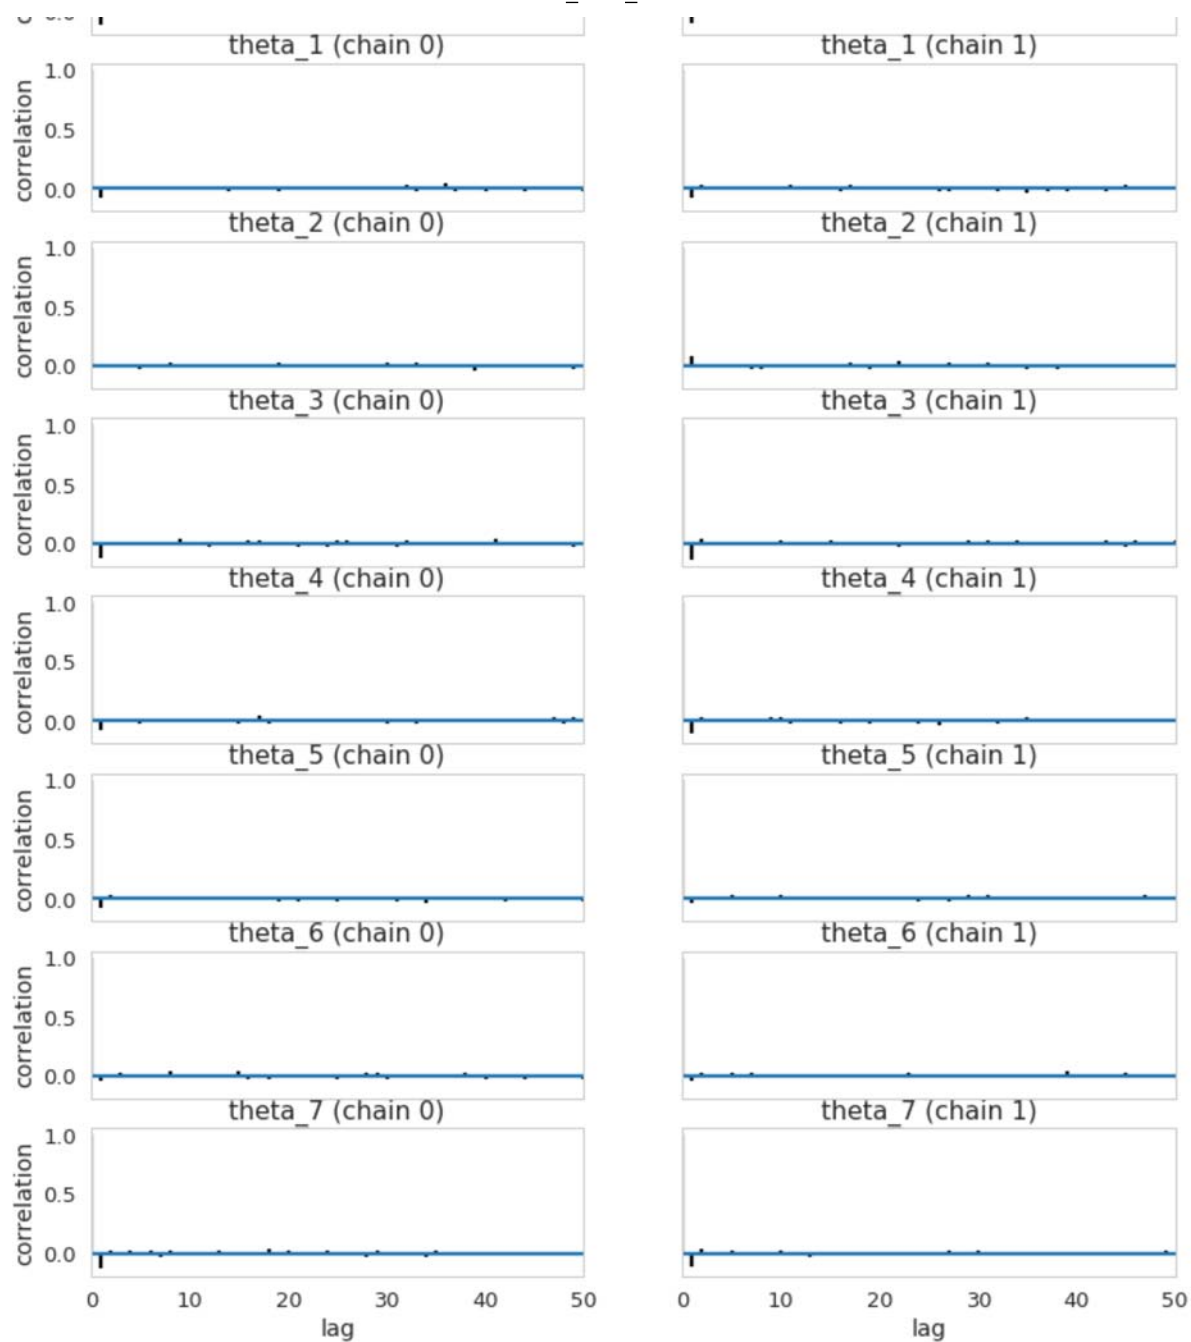 0.0
theta_1 (chain 0) theta_1 (chain 1)
1.0
correlation
0.5
0.0
theta_2 (chain 0) theta_2 (chain 1)
1.0
correlation
0.5
0.0
theta_3 (chain 0) theta_3 (chain 1)
1.0
correlation
0.5
0.0
theta_4 (chain 0) theta_4 (chain 1)
1.0
correlation
0.5
0.0
theta_5 (chain 0) theta_5 (chain 1)
1.0
correlation
0.5
0.0
theta_6 (chain 0) theta_6 (chain 1)
1.0
correlation
0.5
0.0
theta_7 (chain 0) theta_7 (chain 1)
1.0
correlation
0.5
0.0
0 10 20 30 40 50 0 10 20 30 40 50
lag lag